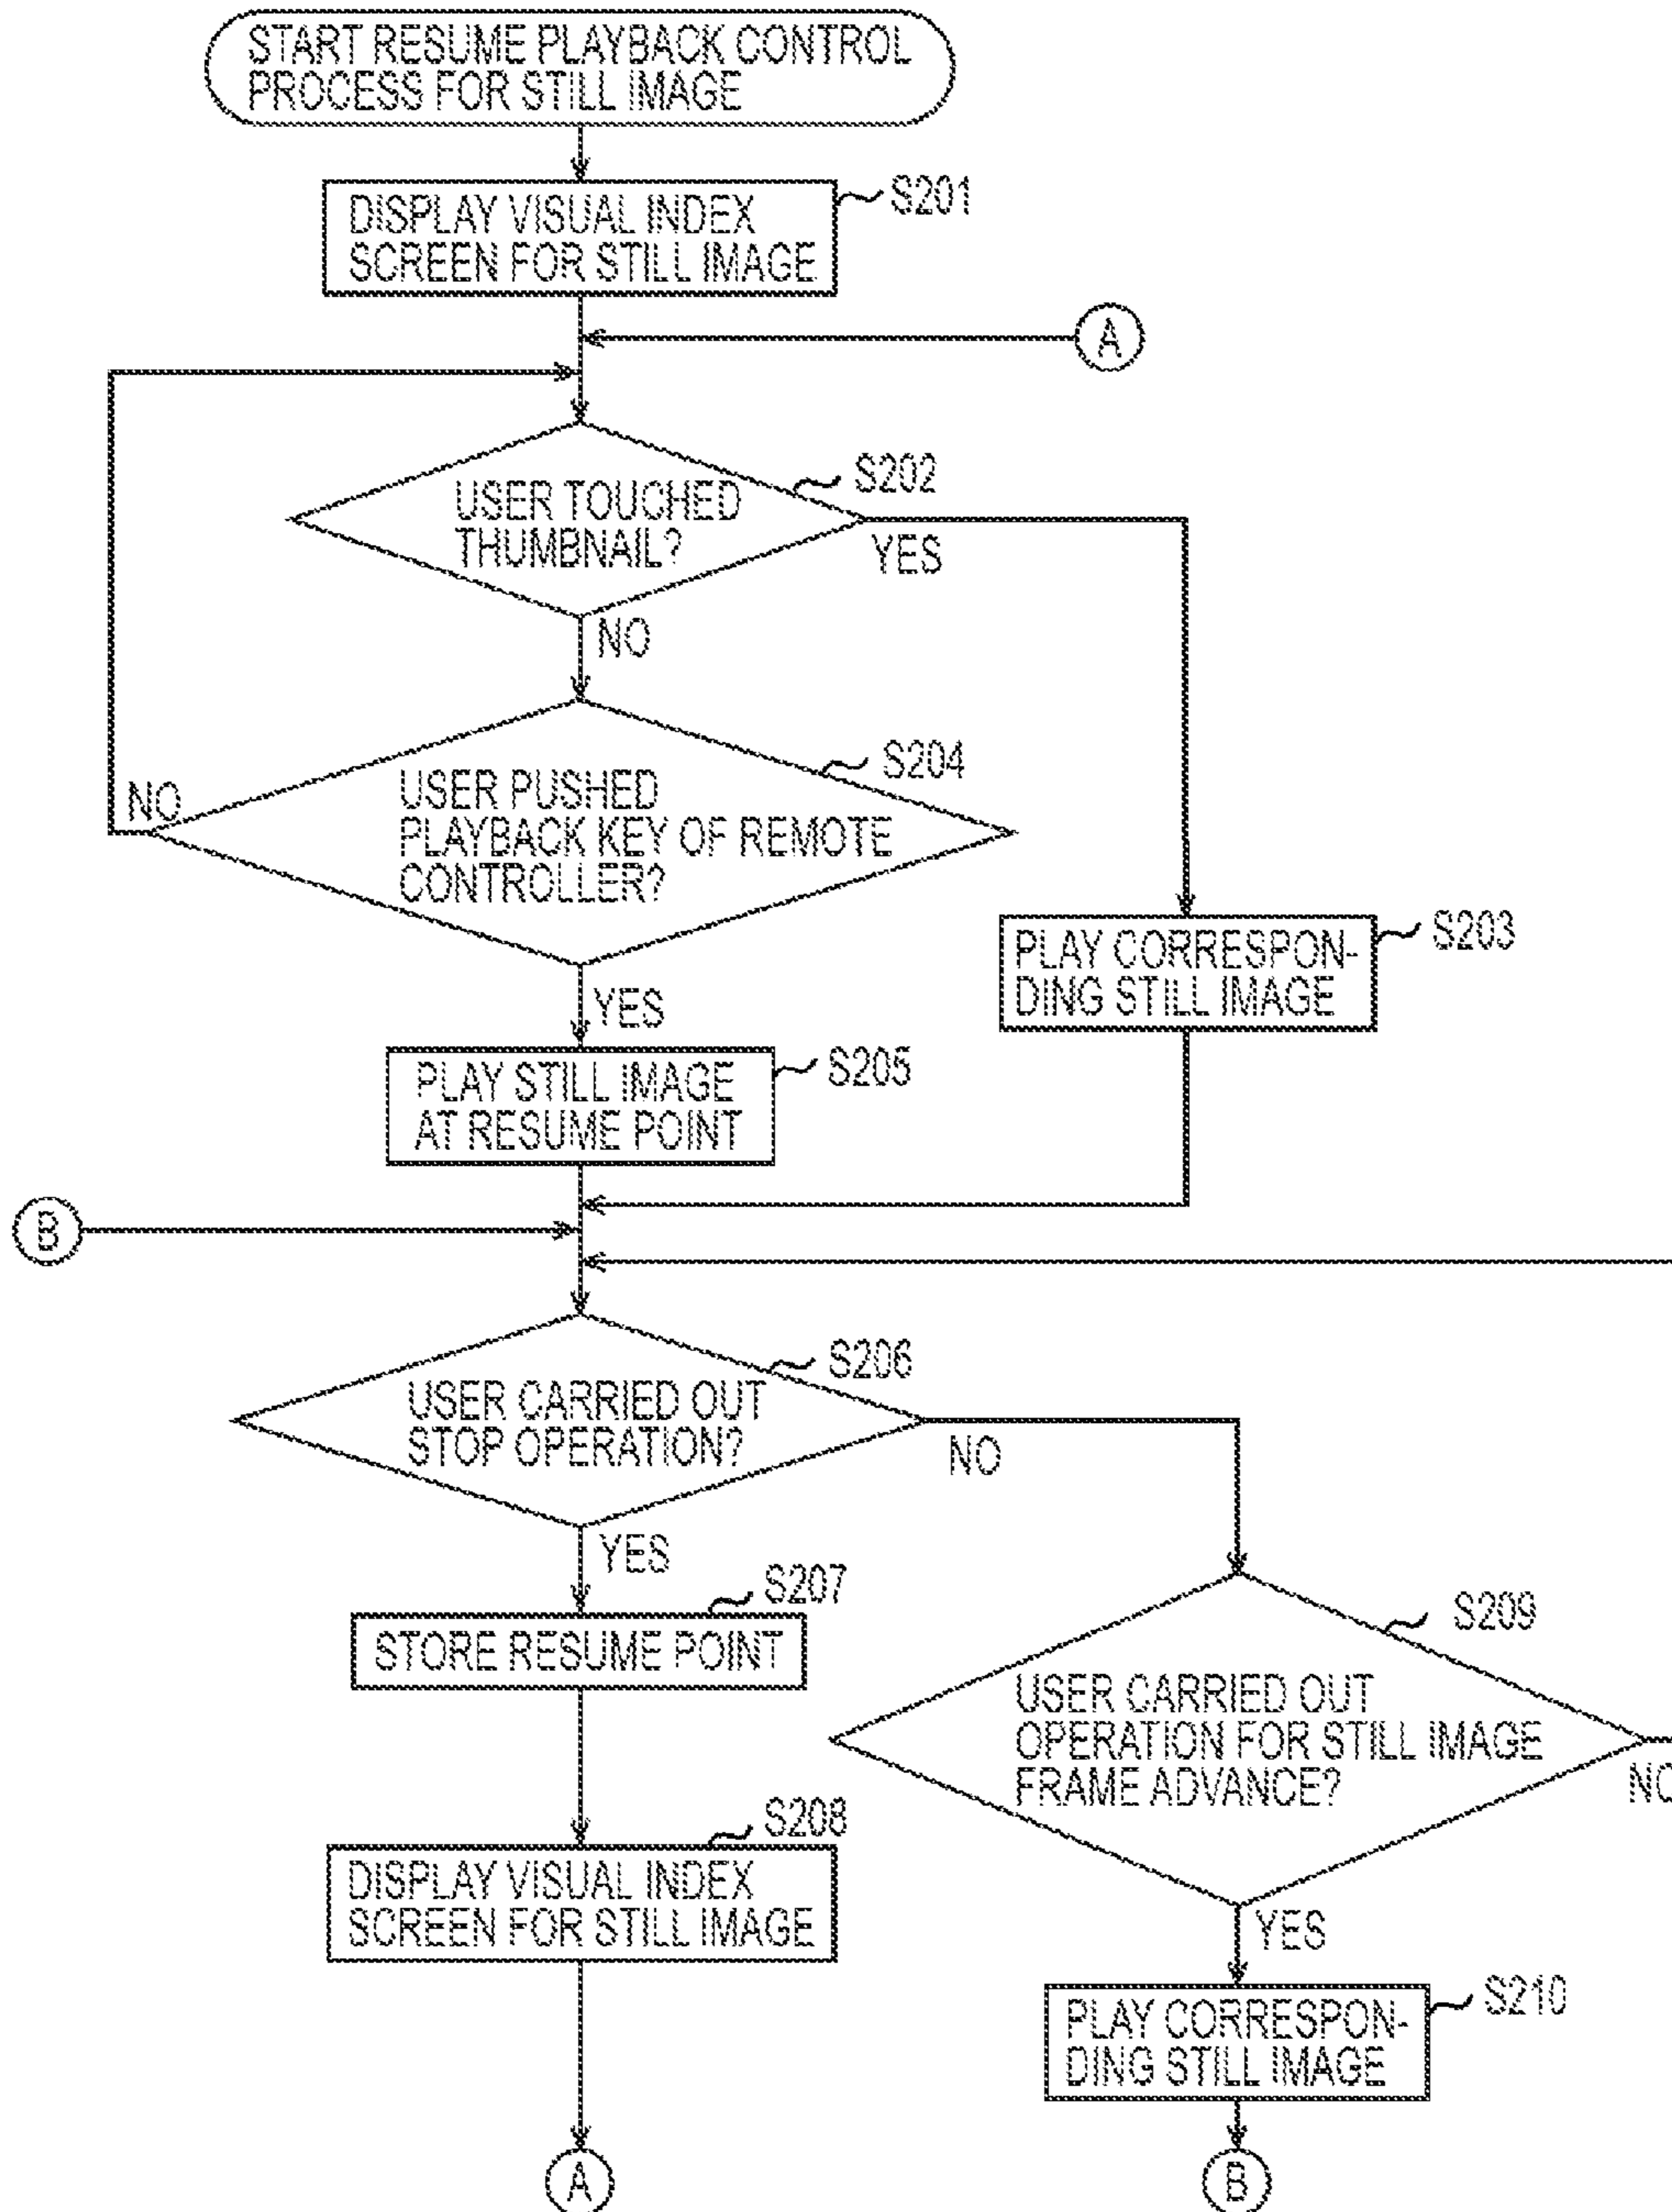 START RESUME PLAYBACK CONTROL
PROCESS FOR STILL IMAGE
S201
DISPLAY VISUAL INDEX
SCREEN FOR STILL IMAGE
A
S202
USER TOUCHED
THUMBNAIL?
YES
NO
S204
USER PUSHED
PLAYBACK KEY OF REMOTE
CONTROLLER?
NO
YES
S203
PLAY CORRESPON-
DING STILL IMAGE
S205
PLAY STILL IMAGE
AT RESUME POINT
B
S206
USER CARRIED OUT
STOP OPERATION?
NO
YES
S207
STORE RESUME POINT
S209
USER CARRIED OUT
OPERATION FOR STILL IMAGE
FRAME ADVANCE?
NO
YES
S208
DISPLAY VISUAL INDEX
SCREEN FOR STILL IMAGE
S210
PLAY CORRESPON-
DING STILL IMAGE
A
B